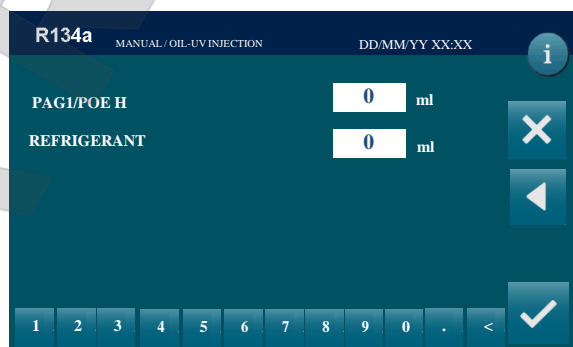 R134a MANUAL / OIL-UV INJECTION DD/MM/YY XX:XX
i
PAG1/POE H 0 ml
REFRIGERANT 0 ml
1 2 3 4 5 6 7 8 9 0 . <